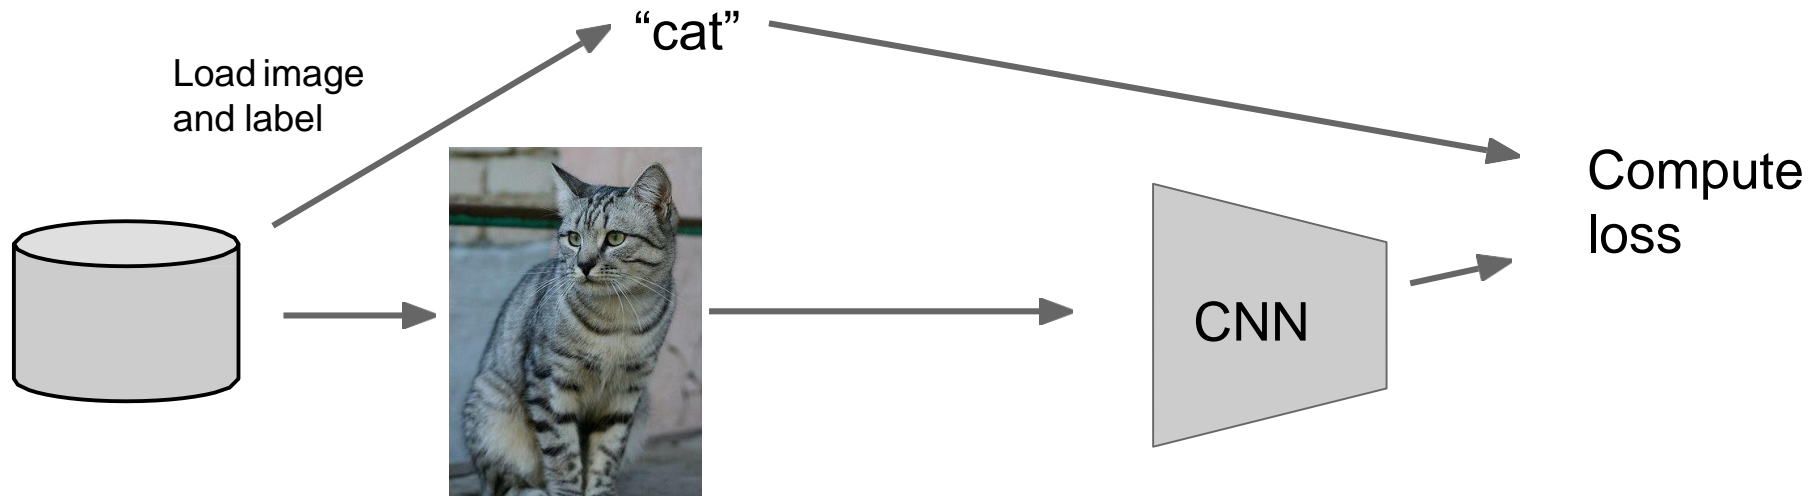 “cat”
Load image
and label
Compute
loss
CNN